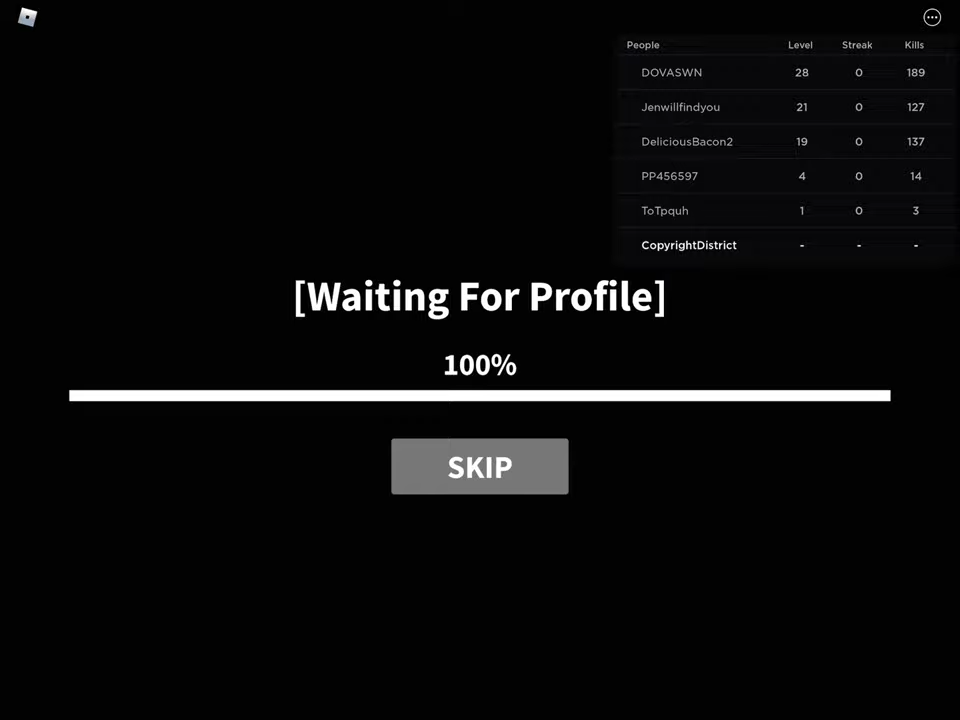 People Level Streak Kills
DOVASWN 28 0 189
Jenwillfindyou 21 0 127
DeliciousBacon2 19 0 137
PP456597 4 0 14
ToTpquh 1 0 3
CopyrightDistrict - - -
[Waiting For Profile]
100%
SKIP